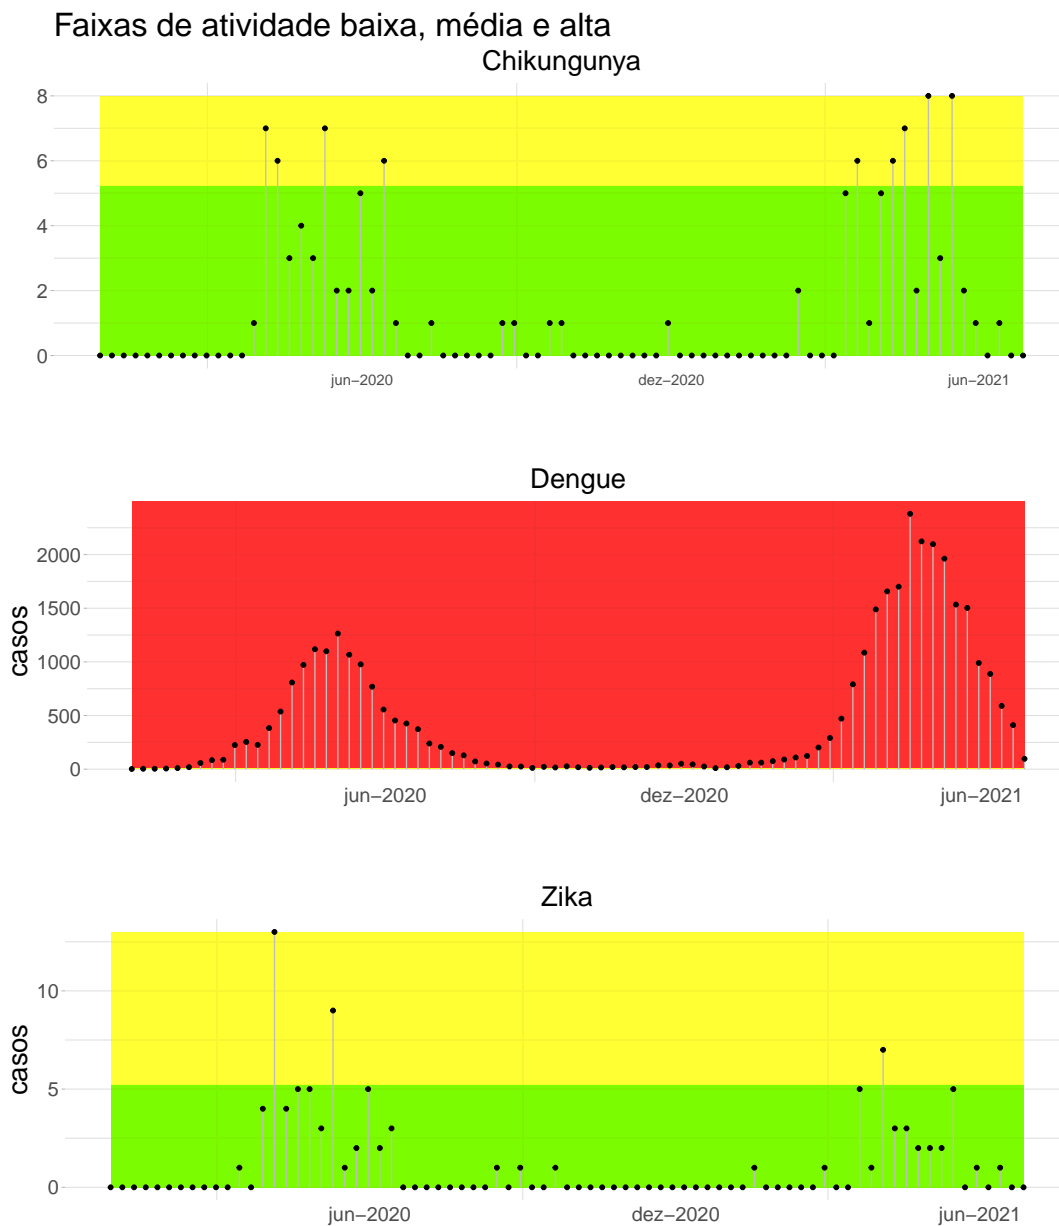 Faixas de atividade baixa, média e alta
Chikungunya
8
6
4
2
0
jun−2020 dez−2020 jun−2021
Dengue
casos
2000
1500
1000
500
0
jun−2020 dez−2020 jun−2021
Zika
casos
10
5
0
jun−2020 dez−2020 jun−2021